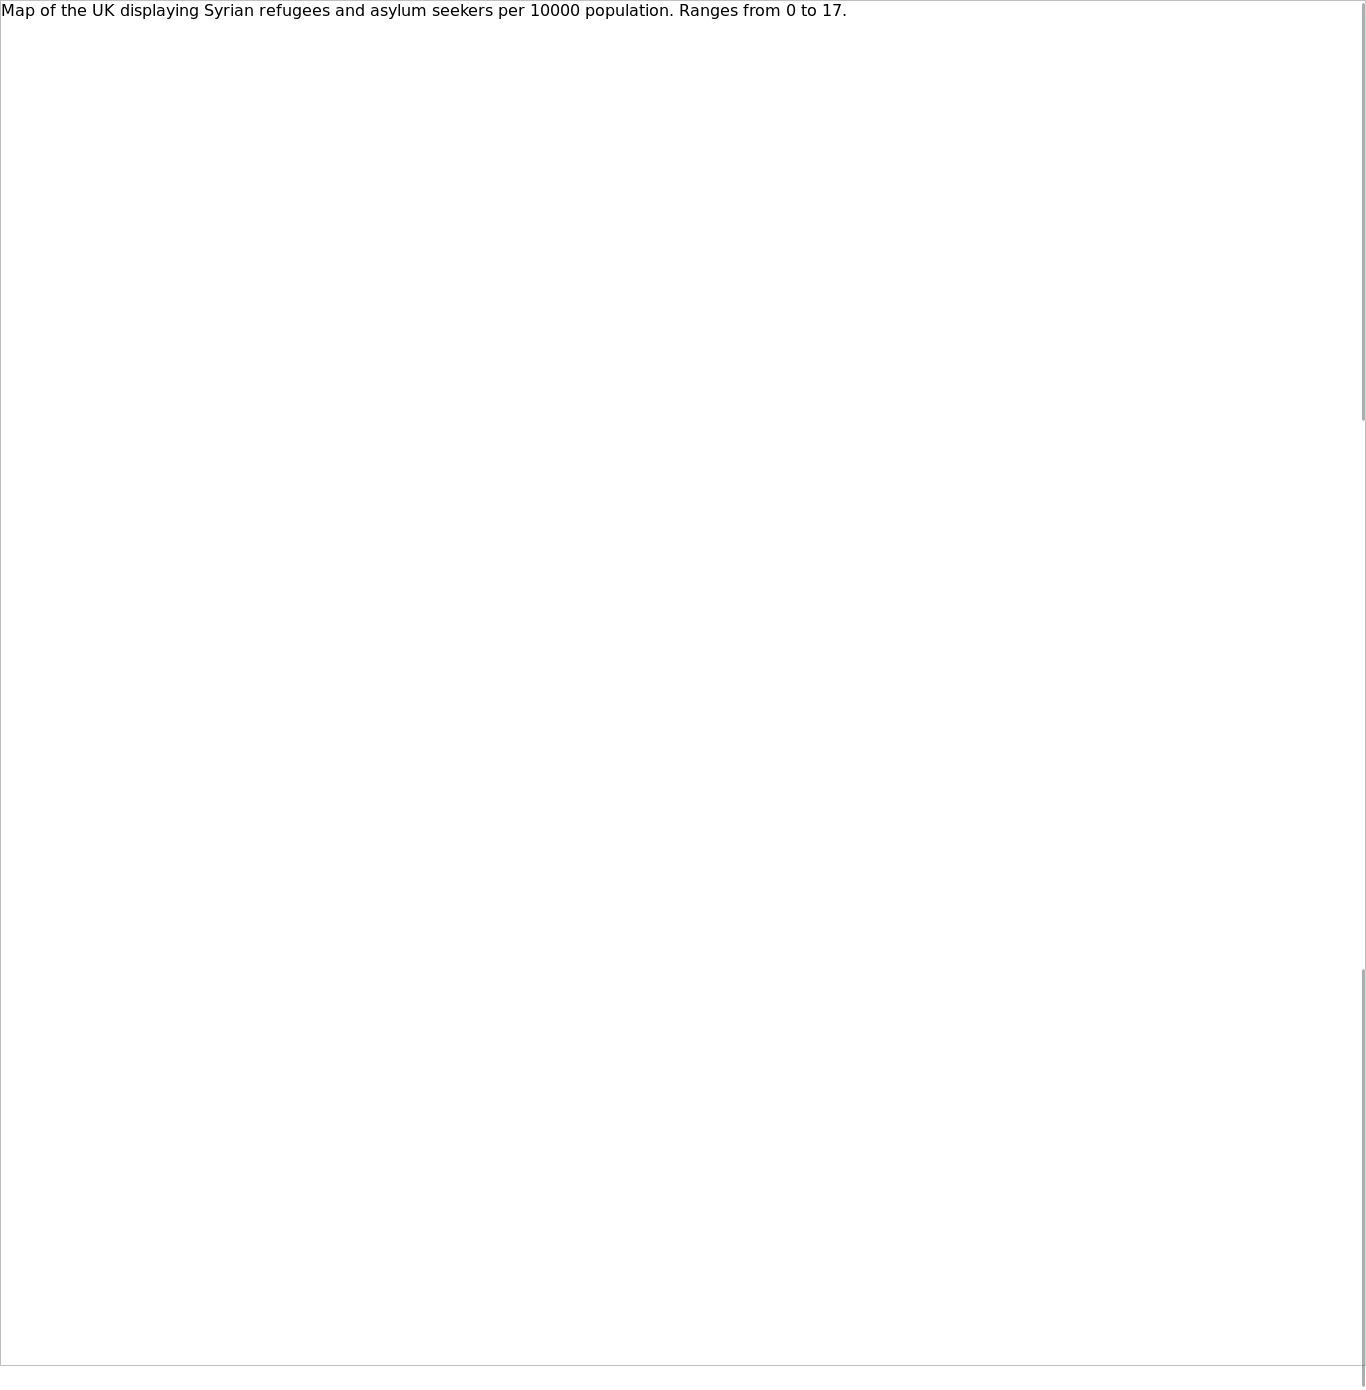 Map of the UK displaying Syrian refugees and asylum seekers per 10000 population. Ranges from 0 to 17.